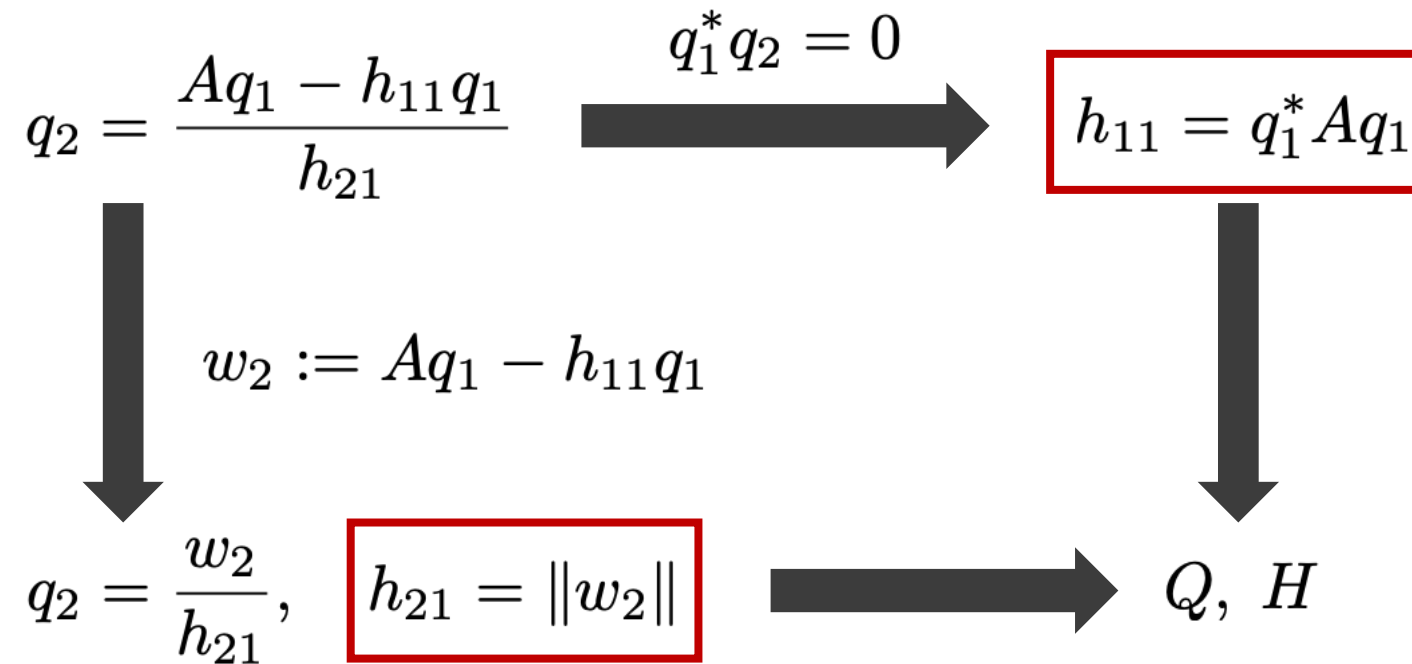 q_2 = \frac{Aq_1 - h_{11}q_1}{h_{21}}
q_1^* q_2 = 0
h_{11} = q_1^* A q_1
w_2 := Aq_1 - h_{11}q_1
q_2 = \frac{w_2}{h_{21}}, h_{21} = \|w_2\|
Q, H